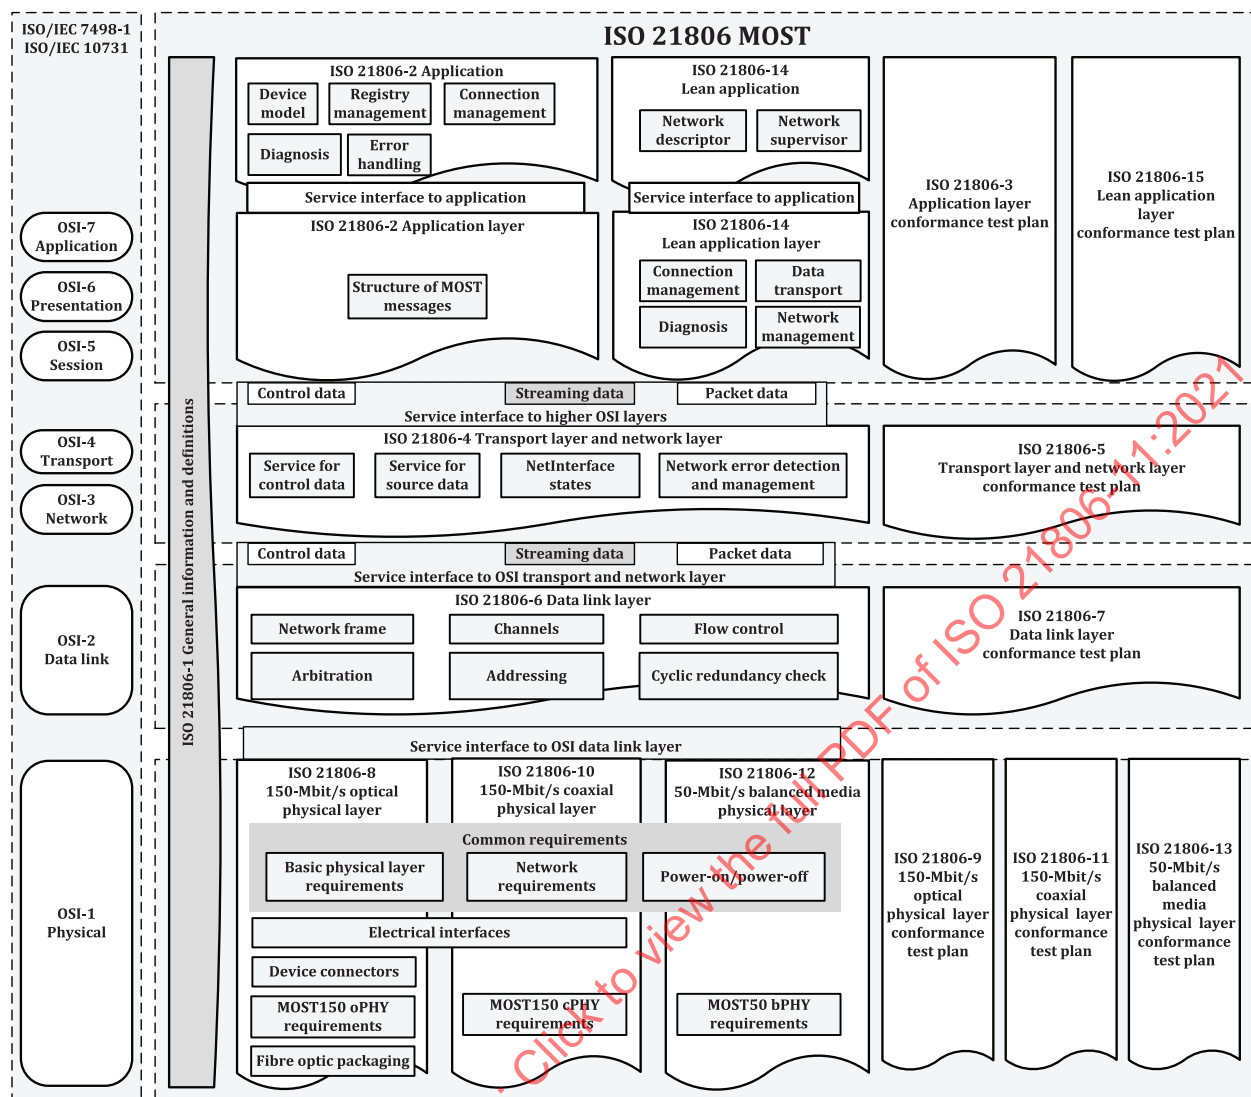 ISO/IEC 7498-1
ISO/IEC 10731
ISO 21806 MOST
ISO 21806-1 General information and definitions
ISO 21806-2 Application
Device
model
Registry
management
Connection
management
Diagnosis
Error
handling
ISO 21806-14
Lean application
Network
descriptor
Network
supervisor
Service interface to application
Service interface to application
OSI-7
Application
OSI-6
Presentation
OSI-5
Session
ISO 21806-2 Application layer
Structure of MOST
messages
ISO 21806-14
Lean application layer
Connection
management
Data
transport
Diagnosis
Network
management
ISO 21806-3
Application layer
conformance test plan
ISO 21806-15
Lean application
layer
conformance test plan
Control data
Streaming data
Packet data
Service interface to higher OSI layers
OSI-4
Transport
OSI-3
Network
ISO 21806-4 Transport layer and network layer
Service for
control data
Service for
source data
NetInterface
states
Network error detection
and management
ISO 21806-5
Transport layer and network layer
conformance test plan
Control data
Streaming data
Packet data
Service interface to OSI transport and network layer
OSI-2
Data link
ISO 21806-6 Data link layer
Network frame
Channels
Flow control
Arbitration
Addressing
Cyclic redundancy check
ISO 21806-7
Data link layer
conformance test plan
Service interface to OSI data link layer
OSI-1
Physical
ISO 21806-8
150-Mbit/s optical
physical layer
ISO 21806-10
150-Mbit/s coaxial
physical layer
ISO 21806-12
50-Mbit/s balanced media
physical layer
Common requirements
Basic physical layer
requirements
Network
requirements
Power-on/power-off
Electrical interfaces
Device connectors
MOST150 oPHY
requirements
Fibre optic packaging
MOST150 cPHY
requirements
MOST50 bPHY
requirements
ISO 21806-9
150-Mbit/s
optical
physical layer
conformance
test plan
ISO 21806-11
150-Mbit/s
coaxial
physical layer
conformance
test plan
ISO 21806-13
50-Mbit/s
balanced
media
physical layer
conformance
test plan
. Click to view the full PDF of ISO 21806-11:2021